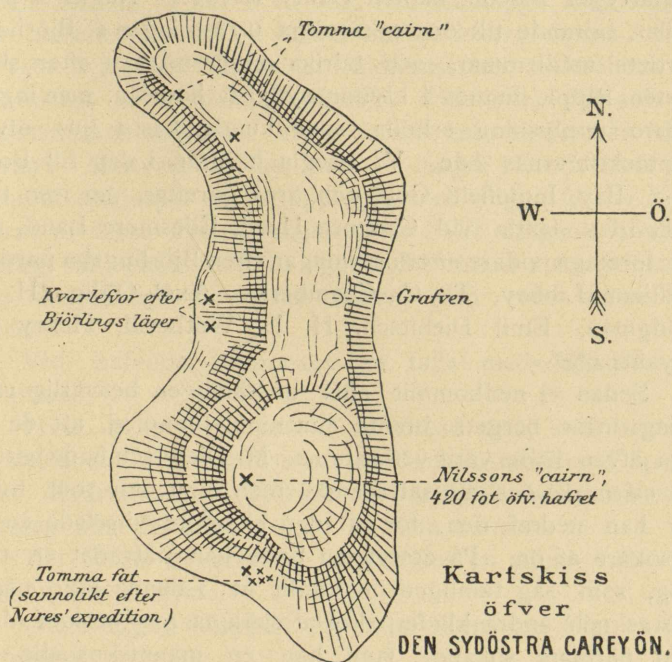 Tomma "cairn"
N.
W.
Ö.
S.
Kvarlefvor efter
Björlings läger
Grafven
Nilssons "cairn",
420 fot öfv. hafvet
Tomma fat
(sannolikt efter
Nares' expedition)
Kartskiss
öfver
DEN SYDÖSTRA CAREYÖN.